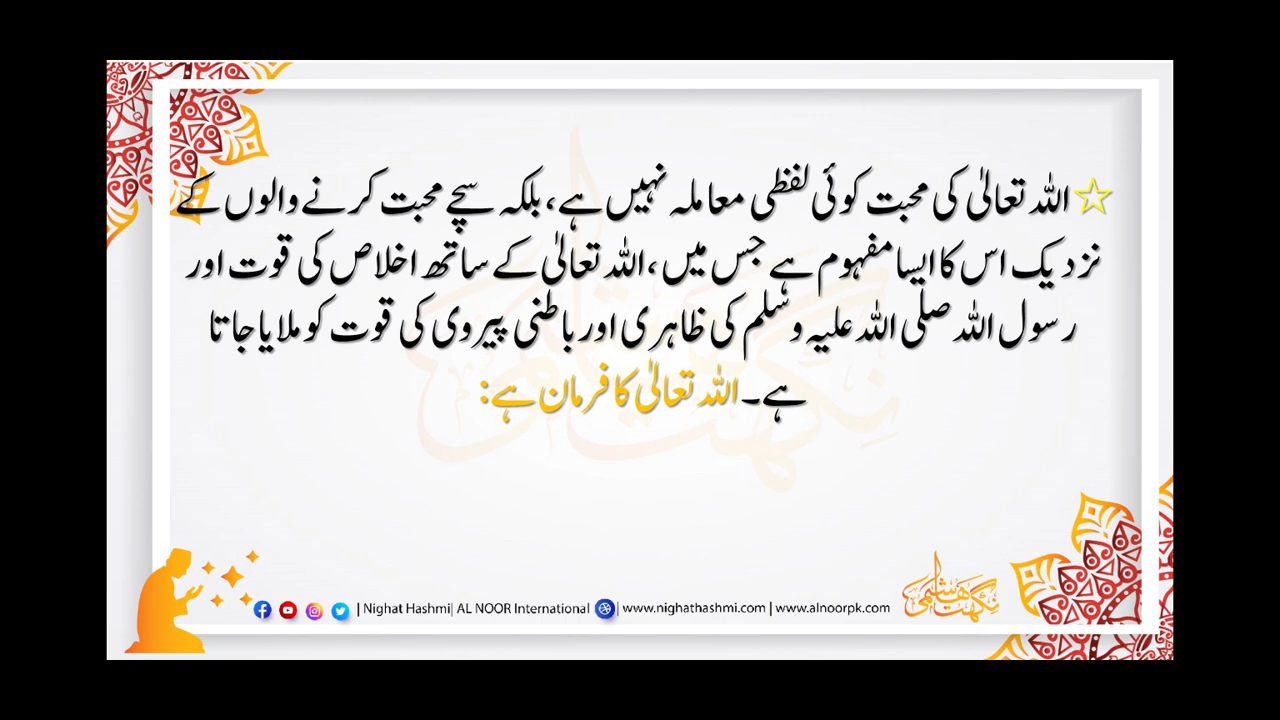 ☆ اللہ تعالیٰ کی محبت کوئی لفظی معاملہ نہیں ہے، بلکہ سچے محبت کرنے والوں کے
نزدیک اس کا ایسا مفہوم ہے جس میں، اللہ تعالیٰ کے ساتھ اخلاص کی قوت اور
رسول اللہ صلی اللہ علیہ وسلم کی ظاہری اور باطنی پیروی کی قوت کو ملایا جاتا
ہے۔ اللہ تعالیٰ کا فرمان ہے:
| Nighat Hashmi| AL NOOR International | www.nighathashmi.com | www.alnoorpk.com
نگہت ہاشمی